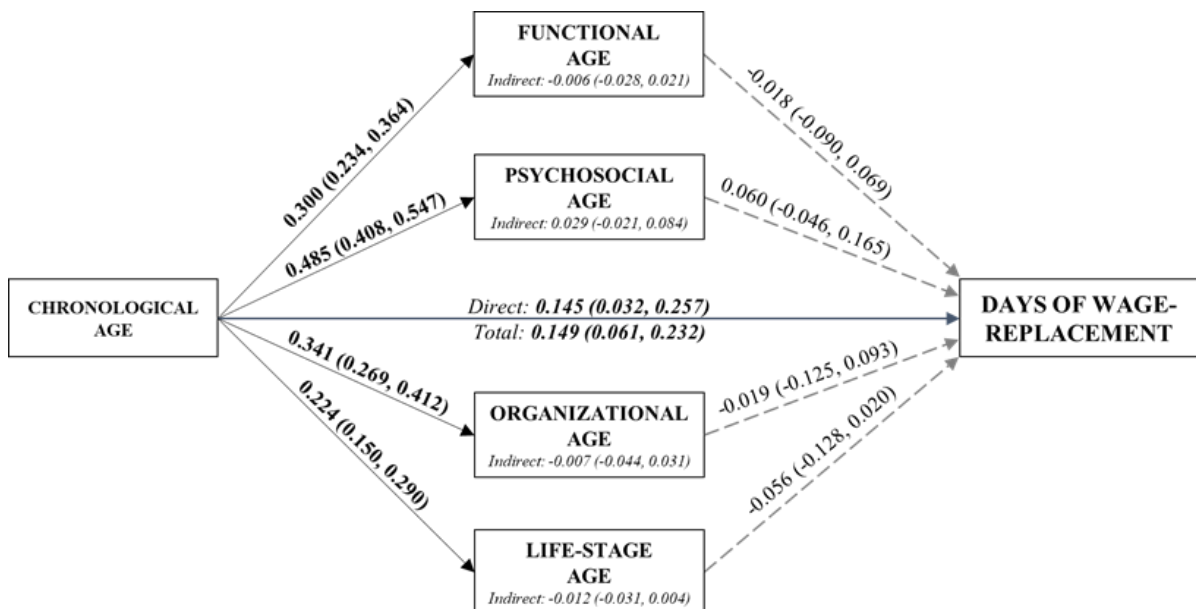 FUNCTIONAL
AGE
Indirect: -0.006 (-0.028, 0.021)
0.300 (0.234, 0.364)
-0.018 (-0.090, 0.069)
PSYCHOSOCIAL
AGE
Indirect: 0.029 (-0.021, 0.084)
0.485 (0.408, 0.547)
0.060 (-0.046, 0.165)
CHRONOLOGICAL
AGE
Direct: 0.145 (0.032, 0.257)
Total: 0.149 (0.061, 0.232)
DAYS OF WAGE-
REPLACEMENT
0.341 (0.269, 0.412)
-0.019 (-0.125, 0.093)
ORGANIZATIONAL
AGE
Indirect: -0.007 (-0.044, 0.031)
0.224 (0.150, 0.290)
-0.056 (-0.128, 0.020)
LIFE-STAGE
AGE
Indirect: -0.012 (-0.031, 0.004)